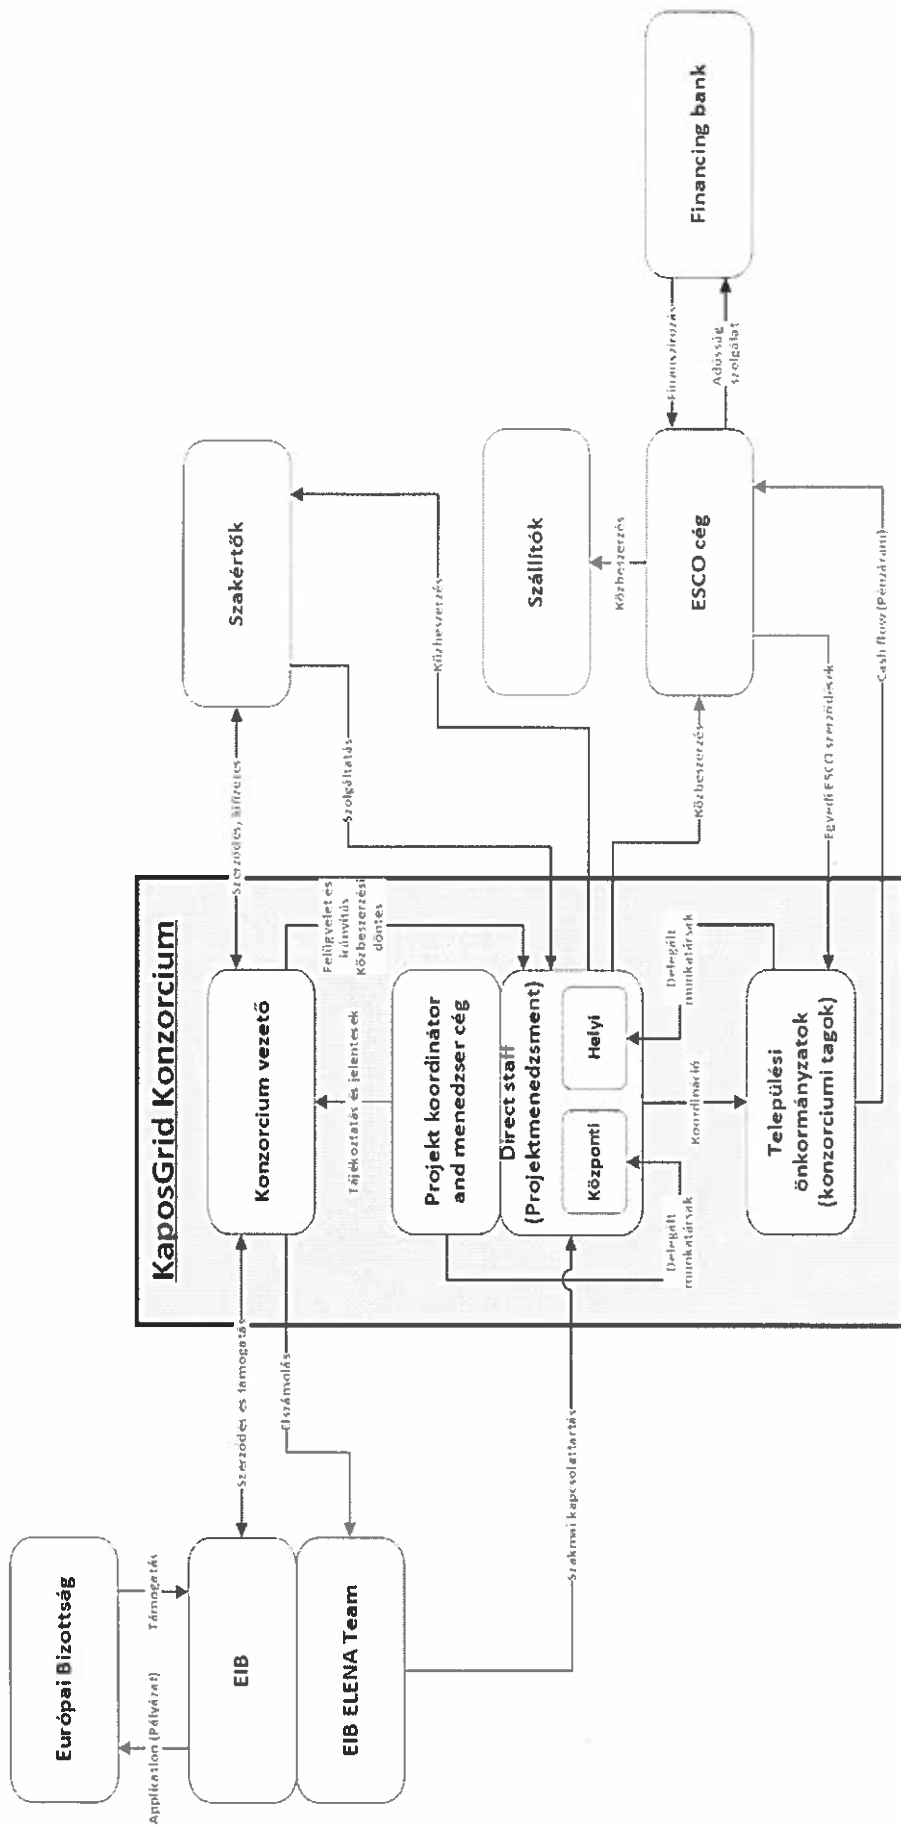 Európai Bizottság
Application (Pályázat)
Támogatás
EIB
EIB ELENA Team
Szerződés és támogatás
Elszámolás
Szakmai kapcsolattartás
KaposGrid Konzorcium
Konzorcium vezető
Tájékoztatás és jelentések
Felügyelet és
irányítás
Közbeszerzési
döntés
Projekt koordinátor
and menedzser cég
Direct staff
(Projektmenedzsment)
Központi
Helyi
Delegált
munkatársak
Koordináció
Delegált
munkatársak
Települési
önkormányzatok
(konzorciumi tagok)
Szerződés, kifizetés
Szolgáltatás
Közbeszerzés
Szakértők
Szállítók
Közbeszerzés
ESCO cég
Közbeszerzés
Egyedi ESCO szerződések
Cash flow (Pénzáram)
Finanszírozás
Adósság
szolgálat
Financing bank